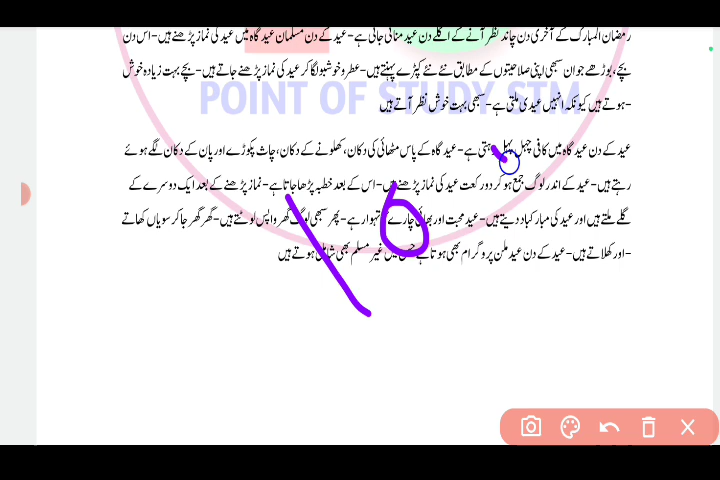 رمضان المبارک کے آخری دن چاند نظر آنے کے اگلے دن عید منائی جاتی ہے-عید کے دن مسلمان عید گاہ میں عید کی نماز پڑھتے ہیں-اس دن
بچے،بوڑھے جوان سبھی اپنی صلاحیتوں کے مطابق نئے نئے کپڑے پہنتے ہیں-عطر و خوشبو لگا کر عید کی نماز پڑھنے جاتے ہیں-بچے بہت زیادہ خوش
-ہوتے ہیں کیونکہ انہیں عیدی ملتی ہے-سبھی بہت خوش نظر آتے ہیں
POINT OF STUDY STM
عید کے دن عید گاہ میں کافی چہل پہل رہتی ہے-عید گاہ کے پاس مٹھائی کی دکان،کھلونے کے دکان،چاٹ پکوڑے اور پان کے دکان لگے ہوئے
رہتے ہیں-عید کے اندر لوگ جمع ہو کر دو رکعت عید کی نماز پڑھتے ہیں-اس کے بعد خطبہ پڑھا جاتا ہے-نماز پڑھنے کے بعد ایک دوسرے کے
گلے ملتے ہیں اور عید کی مبارکباد دیتے ہیں-عید محبت اور بھائی چارے کا تہوار ہے-پھر سبھی لوگ گھر واپس لوٹتے ہیں-گھر گھر جا کر سویاں کھاتے
-اور کھلاتے ہیں-عید کے دن عید ملن پروگرام بھی ہوتا ہے جس میں غیر مسلم بھی شامل ہوتے ہیں